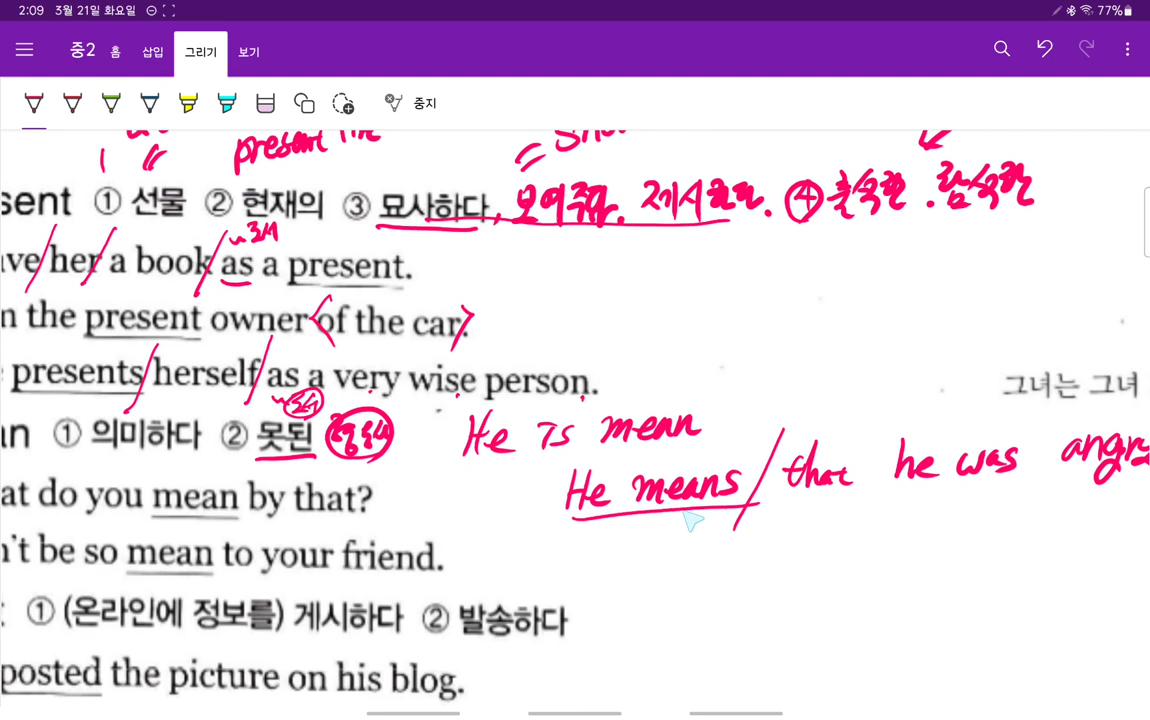 2:09 3월 21일 화요일 77%
중2 홈 삽입 그리기 보기
중지
present
sent ① 선물 ② 현재의 ③ 묘사하다, 보여주다. 제시하다. ④ 출석한.
ve/her/a book/as a present.
n the present owner<of the car.>
presents/herself/as a very wise person.
그녀는 그녀
an ① 의미하다 ② 못된 He is mean
He means/that he was angry
at do you mean by that?
n't be so mean to your friend.
① (온라인에 정보를) 게시하다 ② 발송하다
posted the picture on his blog.